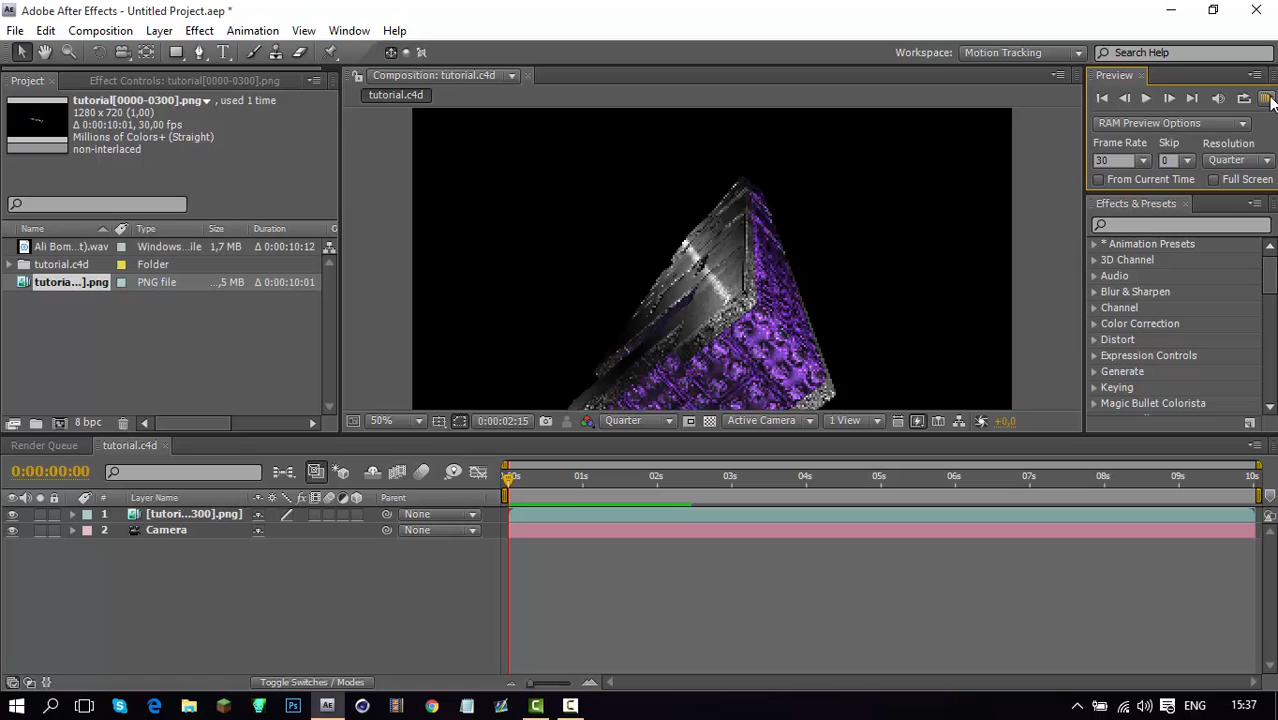 Adobe After Effects - Untitled Project.aep *
File Edit Composition Layer Effect Animation View Window Help
Workspace: Motion Tracking Search Help
Project Effect Controls: tutorial[0000-0300].png
Composition: tutorial.c4d
Preview
tutorial.c4d
tutorial[0000-0300].png , used 1 time
1280 x 720 (1,00)
Δ 0:00:10:01, 30,00 fps
Millions of Colors+ (Straight)
non-interlaced
RAM Preview Options
Frame Rate Skip Resolution
30 0 Quarter
From Current Time Full Screen
Effects & Presets
Name Type Size Duration
Ali Bom...t).wav Windows...ile 1,7 MB Δ 0:00:10:12
tutorial.c4d Folder
tutoria...].png PNG file ...,5 MB Δ 0:00:10:01
* Animation Presets
3D Channel
Audio
Blur & Sharpen
Channel
Color Correction
Distort
Expression Controls
Generate
Keying
Magic Bullet Colorista
8 bpc
50% 0:00:02:15 Quarter Active Camera 1 View +0,0
Render Queue tutorial.c4d
0:00:00:00
01s 02s 03s 04s 05s 06s 07s 08s 09s 10s
# Layer Name Parent
1 [tutori...300].png] None
2 Camera None
Toggle Switches / Modes
ENG 15:37